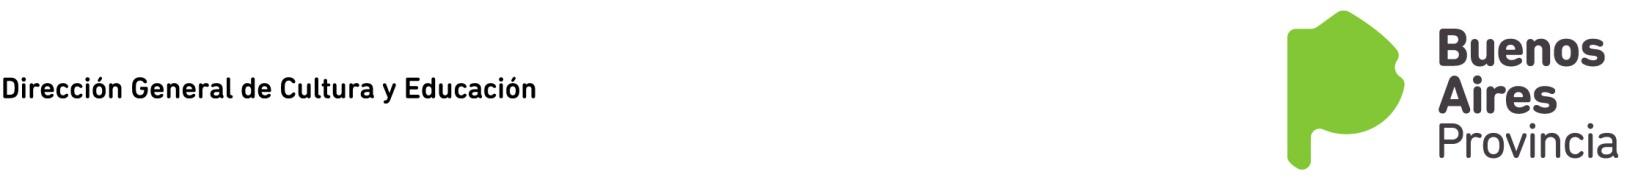 Dirección General de Cultura y Educación
Buenos
Aires
Provincia